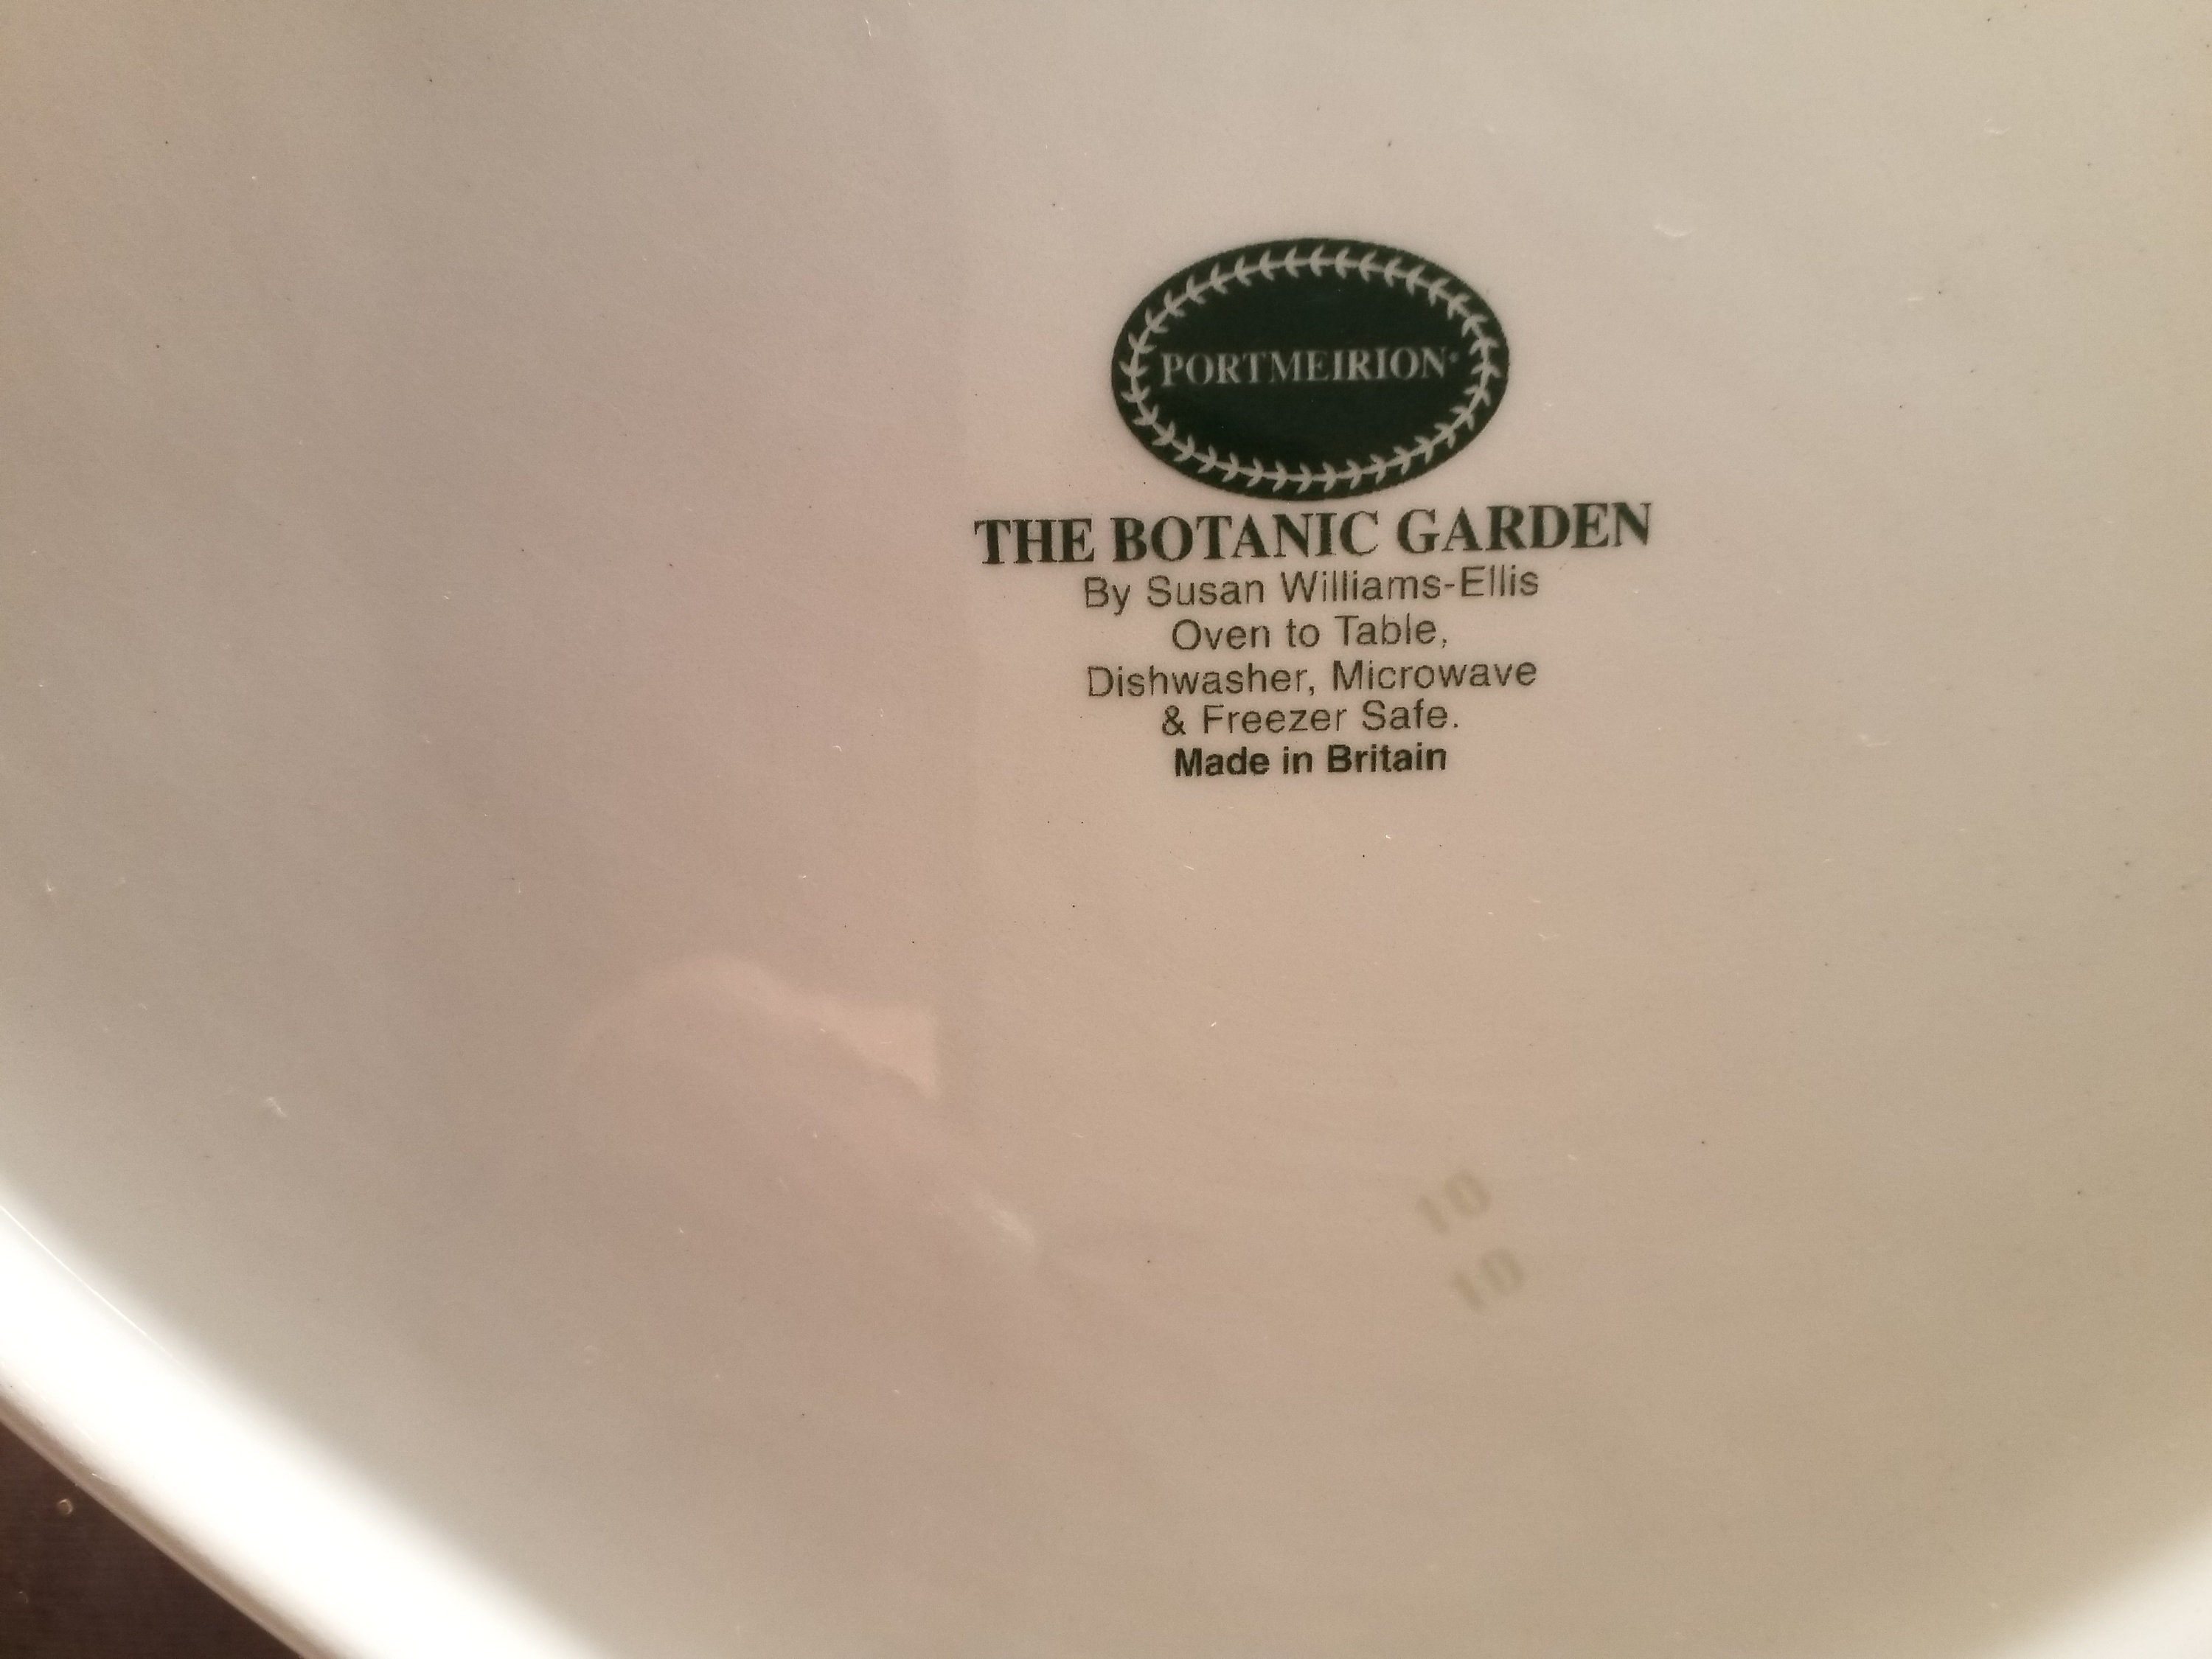 PORTMEIRION®
THE BOTANIC GARDEN
By Susan Williams-Ellis
Oven to Table,
Dishwasher, Microwave
& Freezer Safe.
Made in Britain
10
10